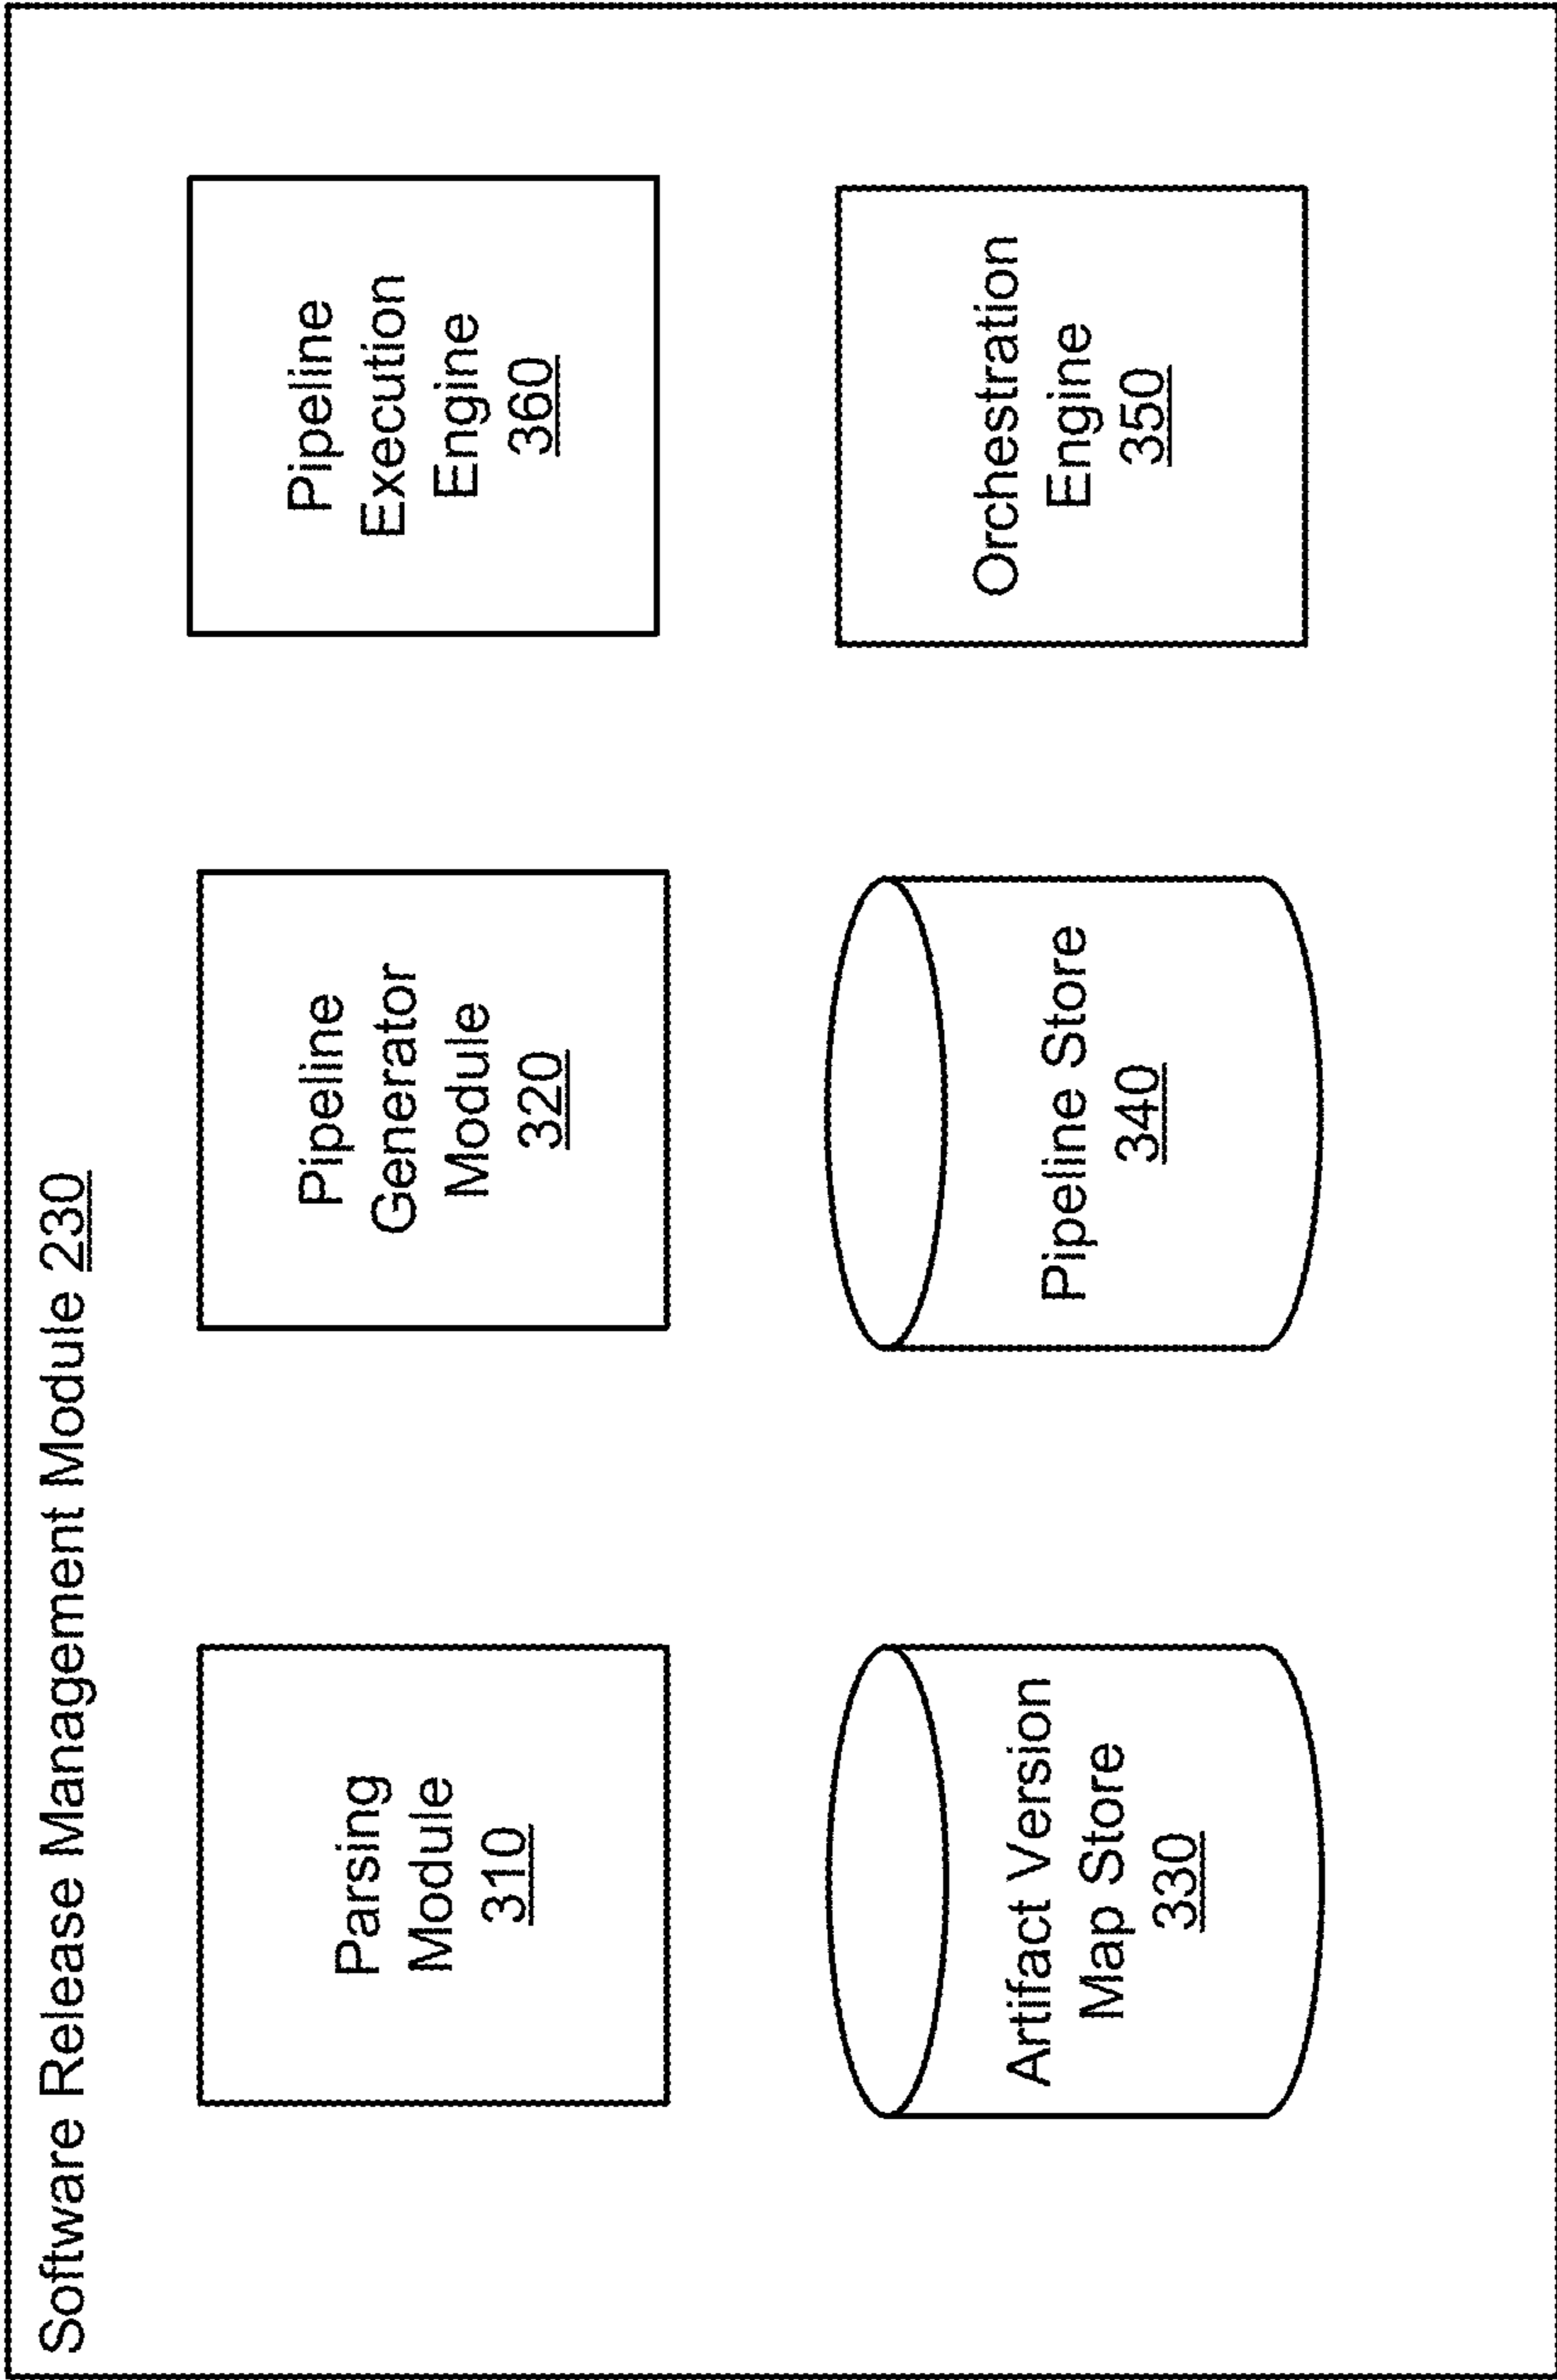 Software Release Management Module 230
Parsing
Module
310
Pipeline
Generator
Module
320
Pipeline
Execution
Engine
360
Artifact Version
Map Store
330
Pipeline Store
340
Orchestration
Engine
350